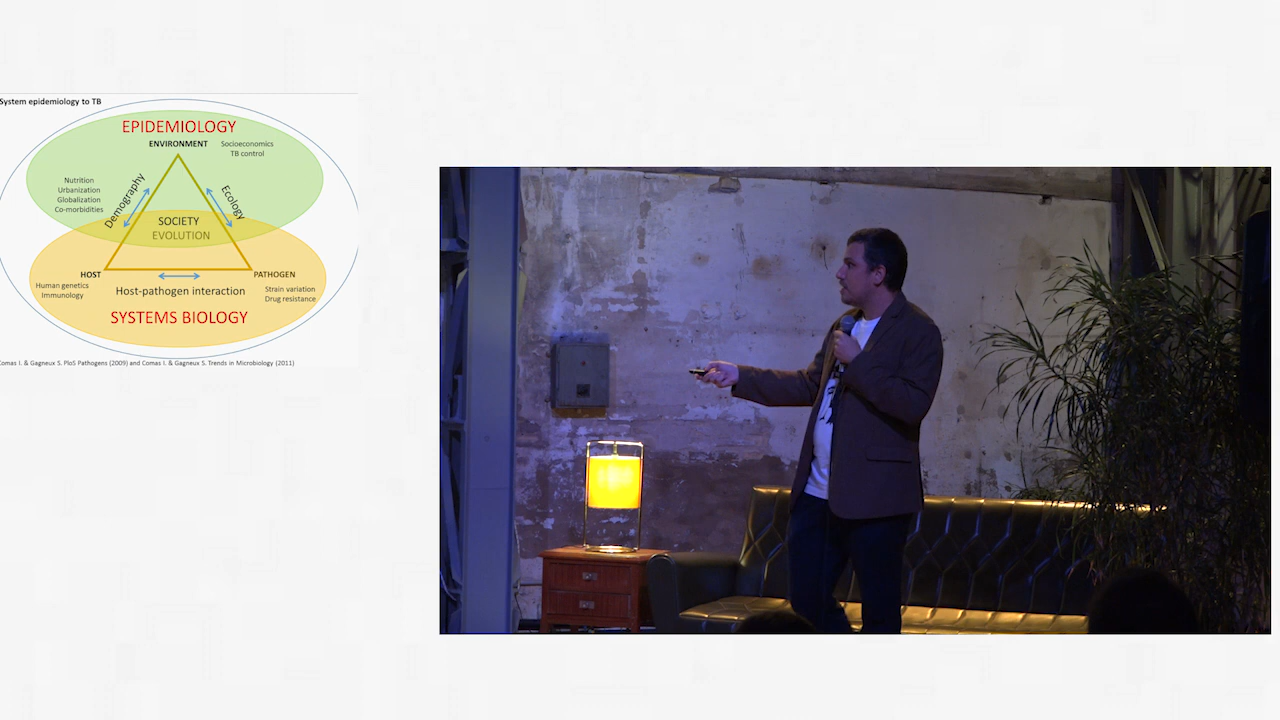 System epidemiology to TB
EPIDEMIOLOGY
ENVIRONMENT
Socioeconomics
TB control
Nutrition
Urbanization
Globalization
Co-morbidities
Demography
Ecology
SOCIETY
EVOLUTION
HOST
PATHOGEN
Human genetics
Immunology
Host-pathogen interaction
Strain variation
Drug resistance
SYSTEMS BIOLOGY
Comas I. & Gagneux S. PloS Pathogens (2009) and Comas I. & Gagneux S. Trends in Microbiology (2011)